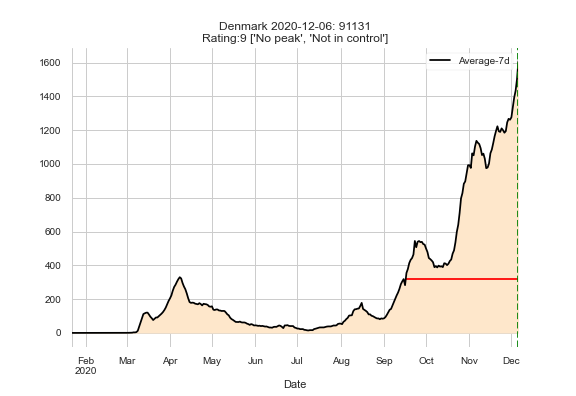 Denmark 2020-12-06: 91131
Rating:9 ['No peak', 'Not in control']
Average-7d
1600
1400
1200
1000
800
600
400
200
0
Feb Mar Apr May Jun Jul Aug Sep Oct Nov Dec
2020
Date